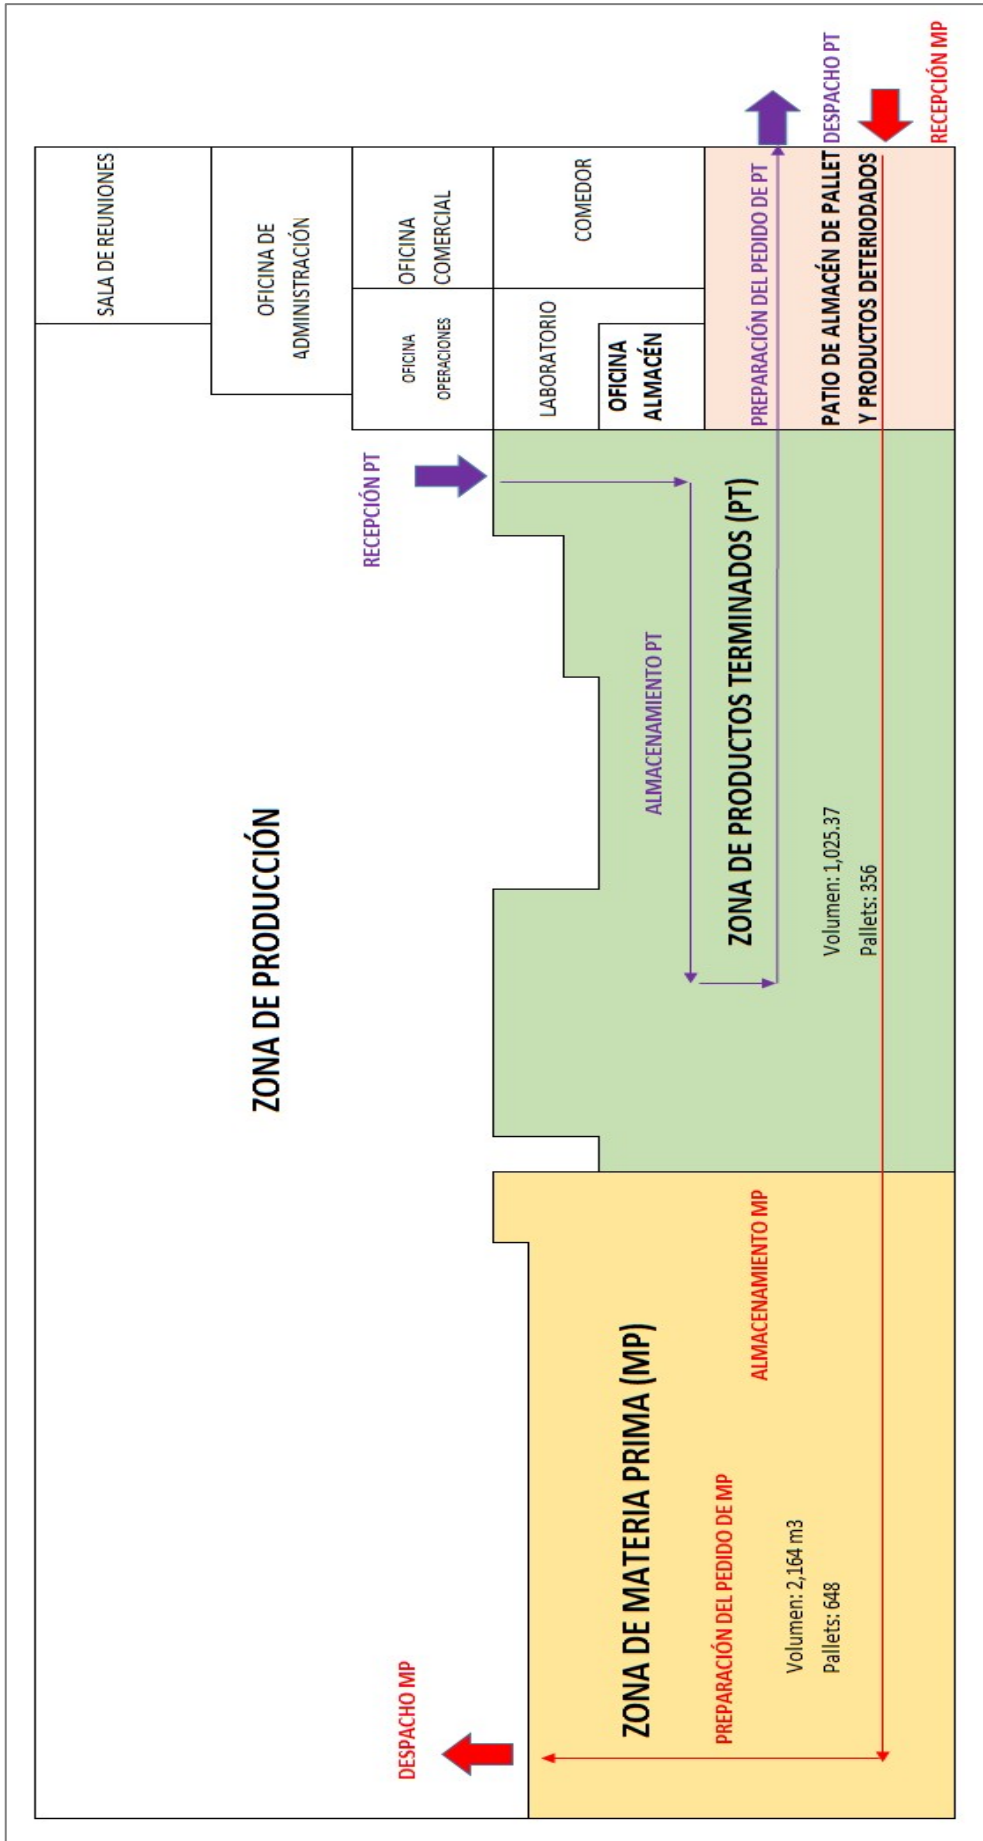 SALA DE REUNIONES
OFICINA DE
ADMINISTRACIÓN
OFICINA
COMERCIAL
OFICINA
OPERACIONES
COMEDOR
LABORATORIO
OFICINA
ALMACÉN
ZONA DE PRODUCCIÓN
RECEPCIÓN PT
ALMACENAMIENTO PT
ZONA DE PRODUCTOS TERMINADOS (PT)
PREPARACIÓN DEL PEDIDO DE PT
DESPACHO PT
PATIO DE ALMACÉN DE PALLET
Y PRODUCTOS DETERIODADOS
RECEPCIÓN MP
Volumen: 1,025.37
Pallets: 356
ALMACENAMIENTO MP
ZONA DE MATERIA PRIMA (MP)
PREPARACIÓN DEL PEDIDO DE MP
Volumen: 2,164 m3
Pallets: 648
DESPACHO MP